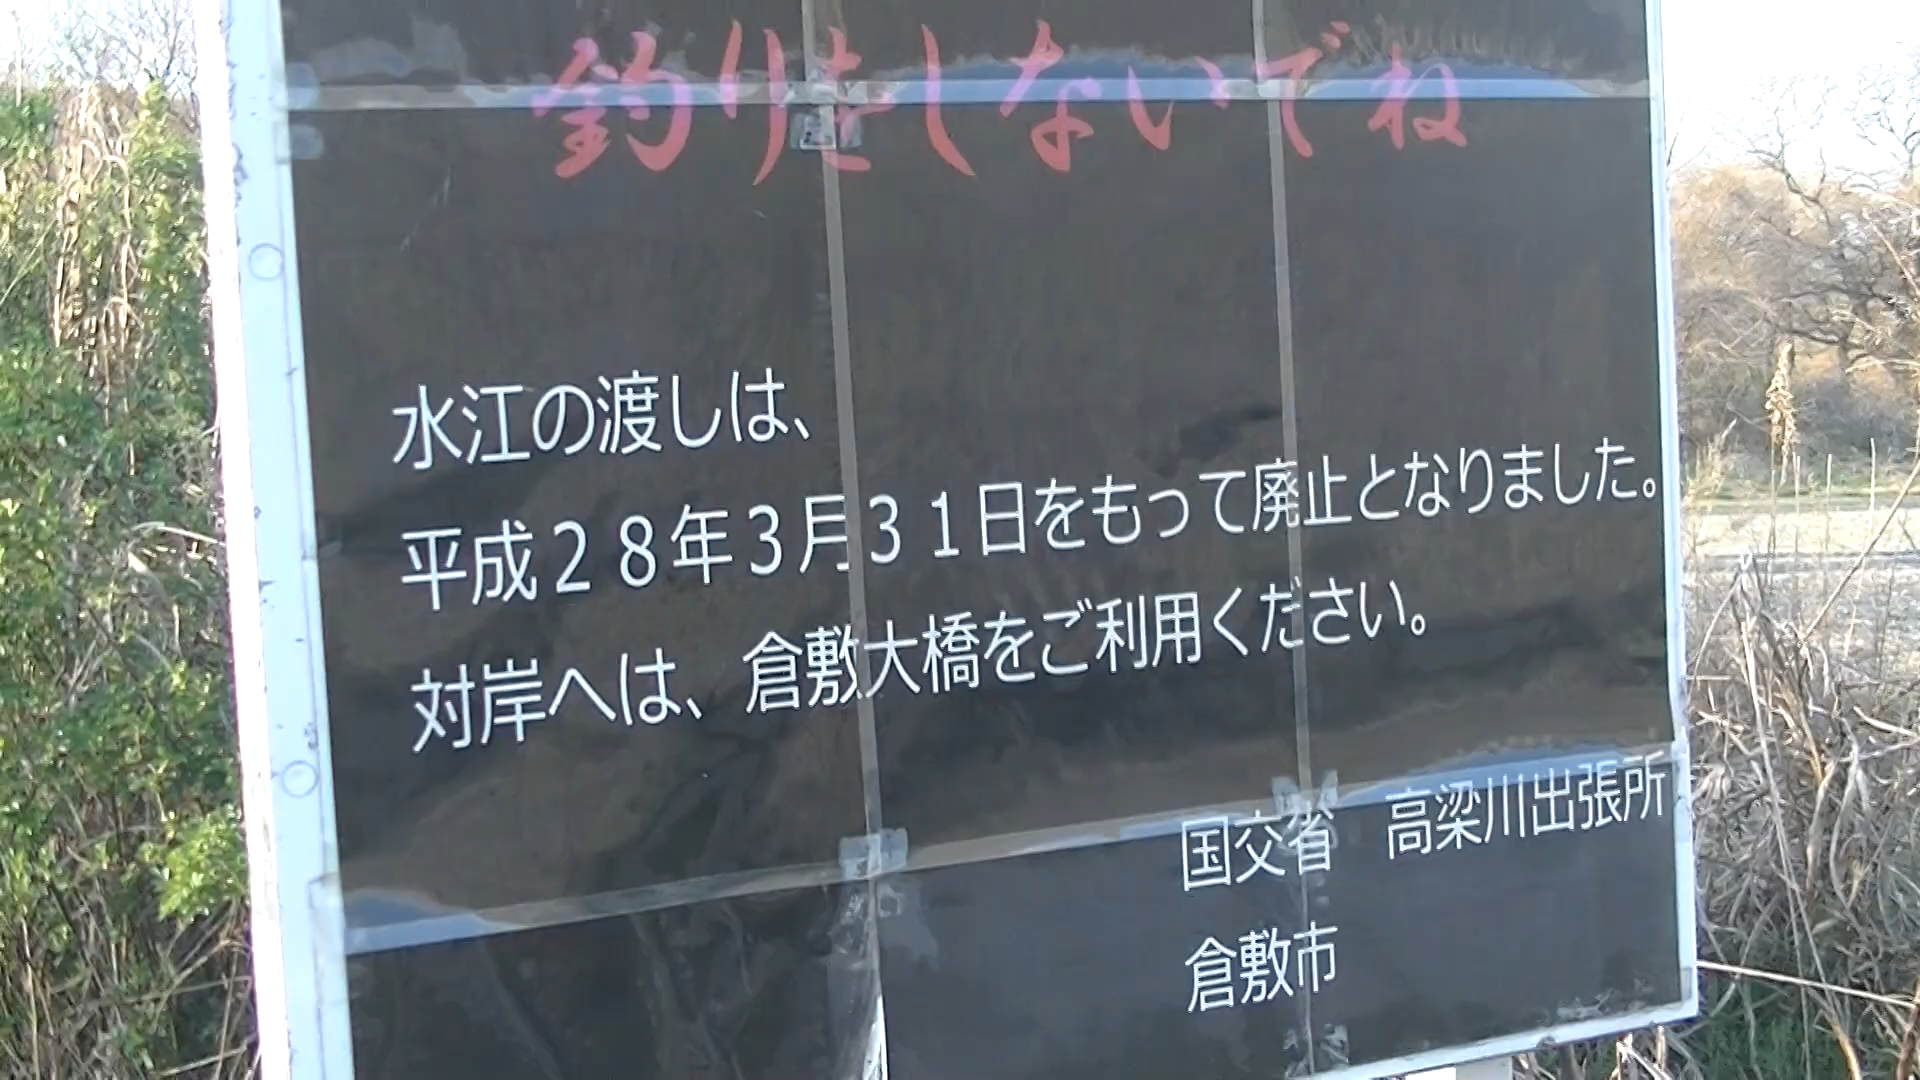 釣りをしないでね
水江の渡しは、
平成２８年３月３１日をもって廃止となりました。
対岸へは、倉敷大橋をご利用ください。
国交省　高梁川出張所
倉敷市